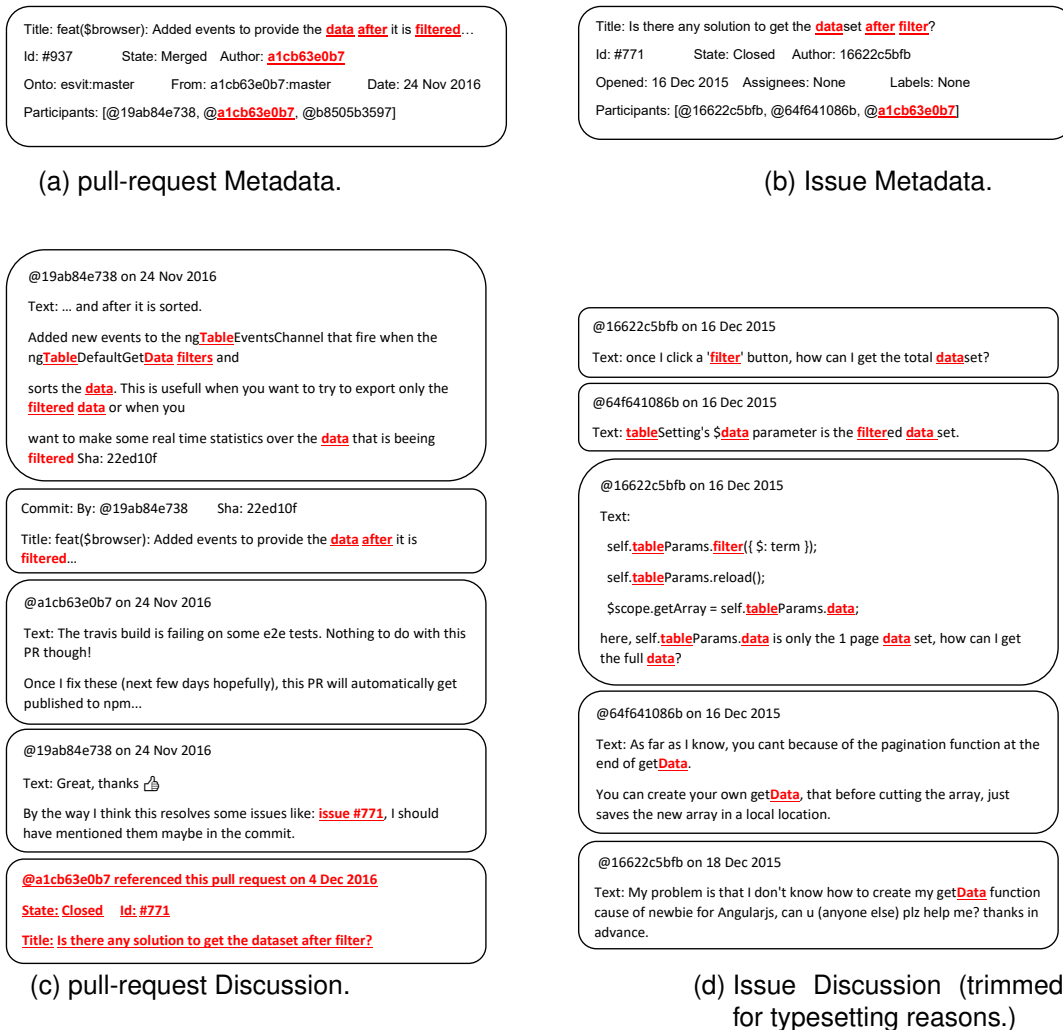 Title: feat($browser): Added events to provide the data after it is filtered…
Id: #937 State: Merged Author: a1cb63e0b7
Onto: esvit:master From: a1cb63e0b7:master Date: 24 Nov 2016
Participants: [@19ab84e738, @a1cb63e0b7, @b8505b3597]
(a) pull-request Metadata.
Title: Is there any solution to get the dataset after filter?
Id: #771 State: Closed Author: 16622c5bfb
Opened: 16 Dec 2015 Assignees: None Labels: None
Participants: [@16622c5bfb, @64f641086b, @a1cb63e0b7]
(b) Issue Metadata.
@19ab84e738 on 24 Nov 2016
Text: … and after it is sorted.
Added new events to the ngTableEventsChannel that fire when the
ngTableDefaultGetData filters and
sorts the data. This is usefull when you want to try to export only the
filtered data or when you
want to make some real time statistics over the data that is beeing
filtered Sha: 22ed10f
Commit: By: @19ab84e738 Sha: 22ed10f
Title: feat($browser): Added events to provide the data after it is
filtered…
@a1cb63e0b7 on 24 Nov 2016
Text: The travis build is failing on some e2e tests. Nothing to do with this
PR though!
Once I fix these (next few days hopefully), this PR will automatically get
published to npm...
@19ab84e738 on 24 Nov 2016
Text: Great, thanks 👍
By the way I think this resolves some issues like: issue #771, I should
have mentioned them maybe in the commit.
@a1cb63e0b7 referenced this pull request on 4 Dec 2016
State: Closed Id: #771
Title: Is there any solution to get the dataset after filter?
(c) pull-request Discussion.
@16622c5bfb on 16 Dec 2015
Text: once I click a 'filter' button, how can I get the total dataset?
@64f641086b on 16 Dec 2015
Text: tableSetting's $data parameter is the filtered data set.
@16622c5bfb on 16 Dec 2015
Text:
self.tableParams.filter({ $: term });
self.tableParams.reload();
$scope.getArray = self.tableParams.data;
here, self.tableParams.data is only the 1 page data set, how can I get
the full data?
@64f641086b on 16 Dec 2015
Text: As far as I know, you cant because of the pagination function at the
end of getData.
You can create your own getData, that before cutting the array, just
saves the new array in a local location.
@16622c5bfb on 18 Dec 2015
Text: My problem is that I don't know how to create my getData function
cause of newbie for Angularjs, can u (anyone else) plz help me? thanks in
advance.
(d) Issue Discussion (trimmed
for typesetting reasons.)